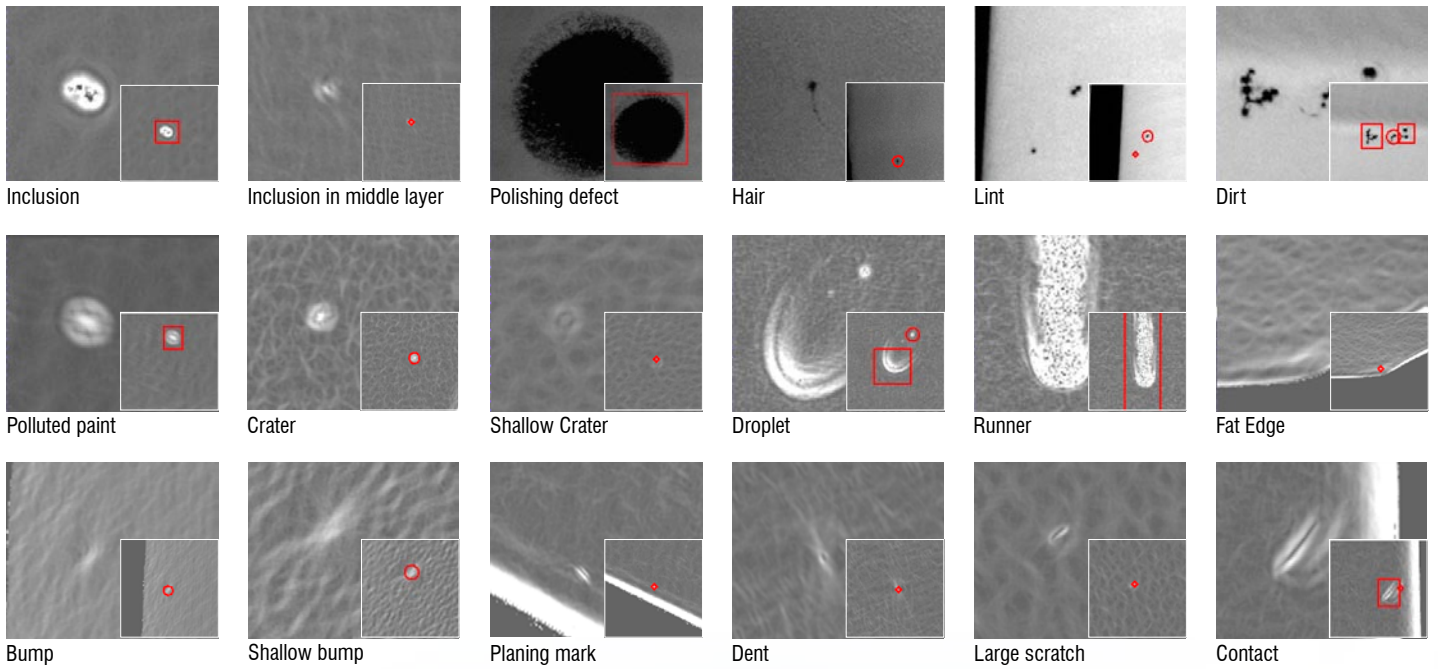 Inclusion
Inclusion in middle layer
Polishing defect
Hair
Lint
Dirt
Polluted paint
Crater
Shallow Crater
Droplet
Runner
Fat Edge
Bump
Shallow bump
Planing mark
Dent
Large scratch
Contact